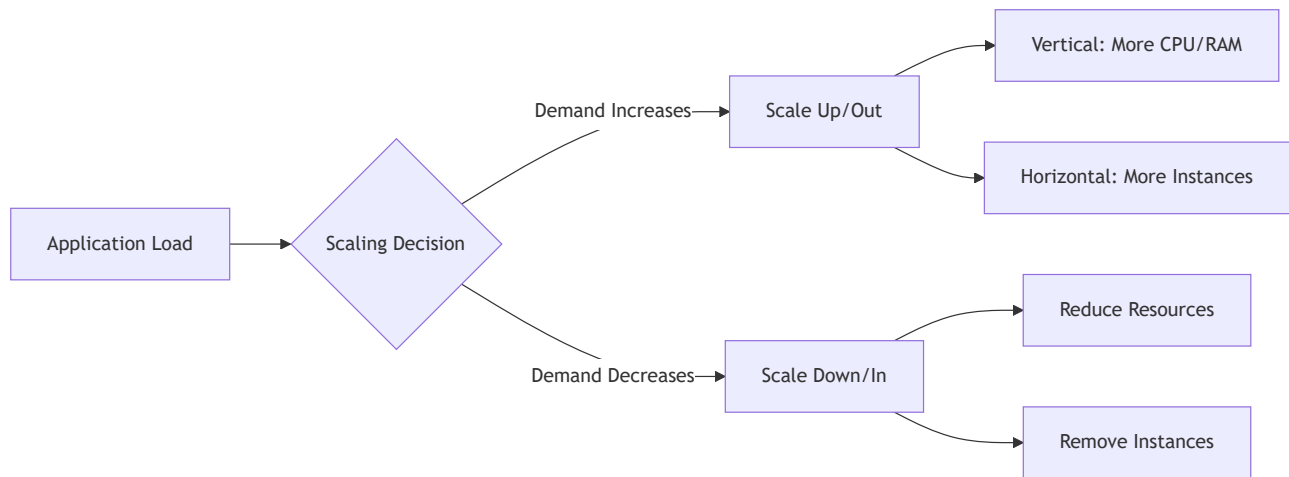 Application Load
Scaling Decision
Demand Increases
Scale Up/Out
Vertical: More CPU/RAM
Horizontal: More Instances
Demand Decreases
Scale Down/In
Reduce Resources
Remove Instances